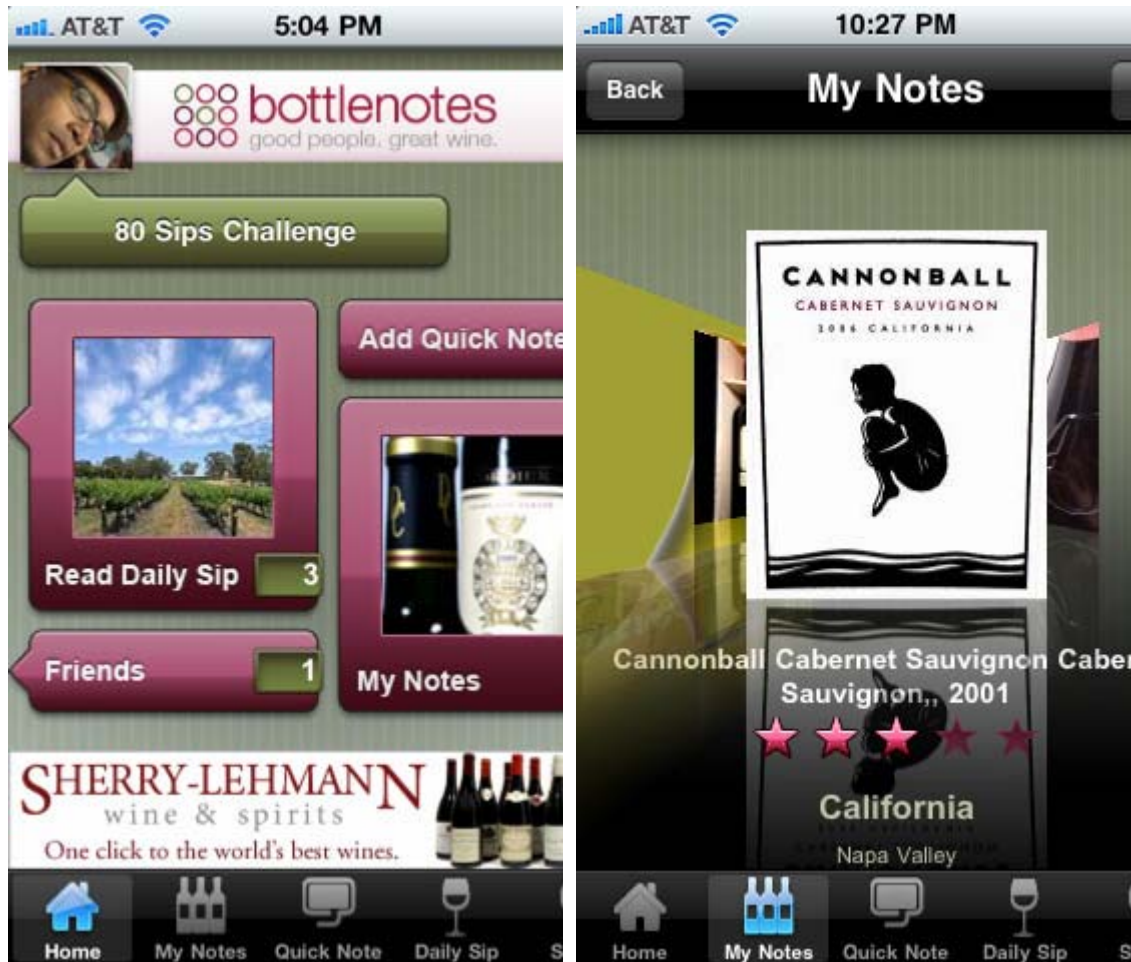 AT&T 5:04 PM
bottlenotes
good people. great wine.
80 Sips Challenge
Add Quick Note
Read Daily Sip 3
Friends 1
My Notes
SHERRY-LEHMANN
wine & spirits
One click to the world's best wines.
Home My Notes Quick Note Daily Sip S
AT&T 10:27 PM
Back My Notes
CANNONBALL
CABERNET SAUVIGNON
2006 CALIFORNIA
Cannonball Cabernet Sauvignon Caber
Sauvignon,, 2001
California
Napa Valley
Home My Notes Quick Note Daily Sip S